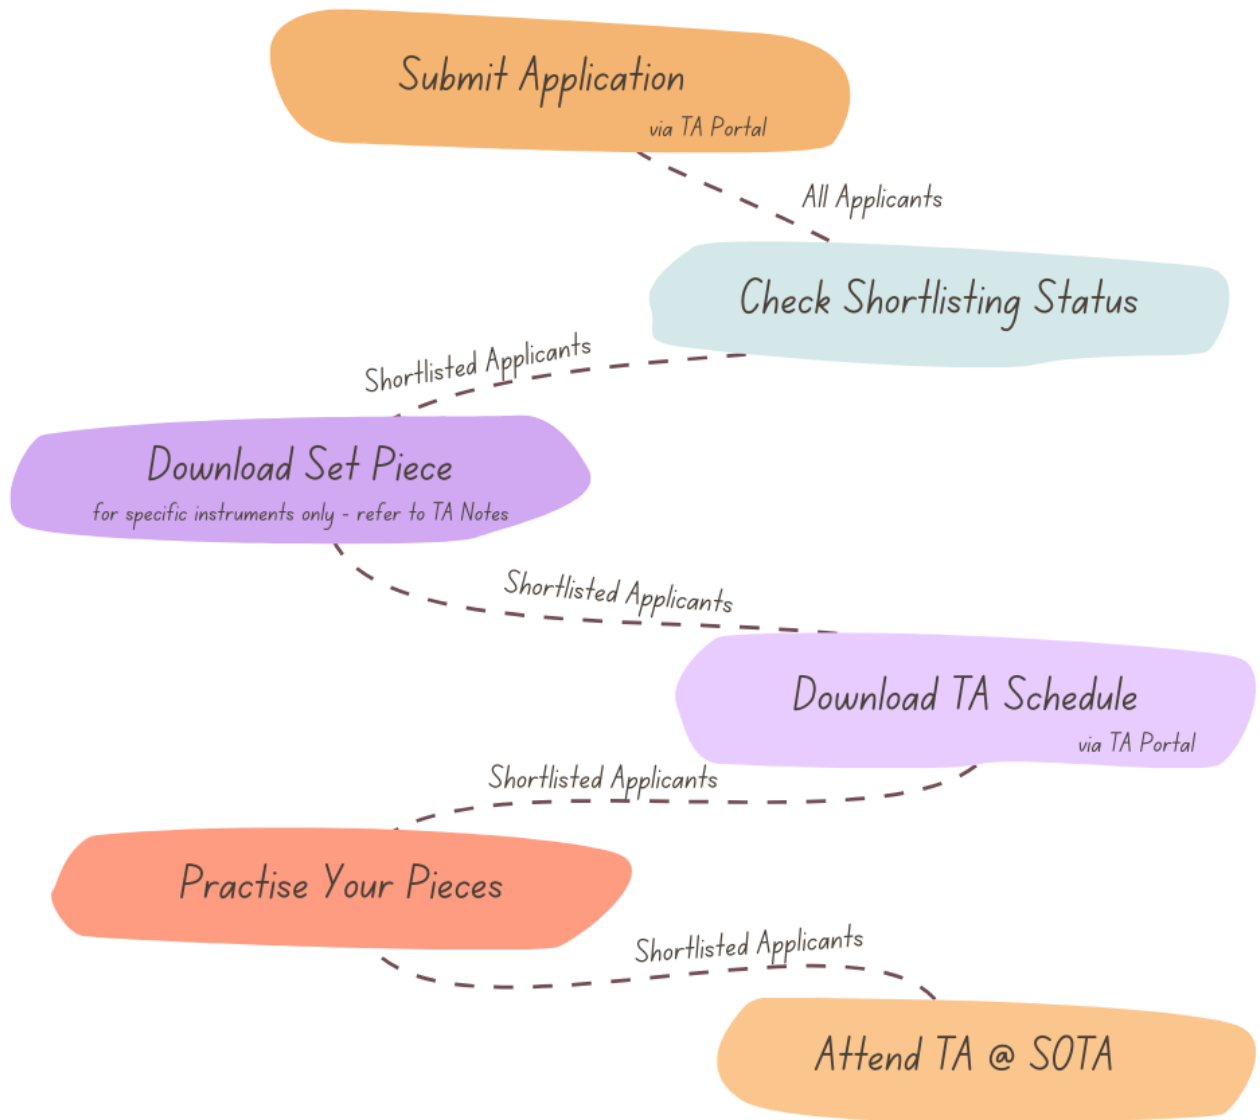 Submit Application
via TA Portal
All Applicants
Check Shortlisting Status
Shortlisted Applicants
Download Set Piece
for specific instruments only - refer to TA Notes
Shortlisted Applicants
Download TA Schedule
via TA Portal
Shortlisted Applicants
Practise Your Pieces
Shortlisted Applicants
Attend TA @ SOTA